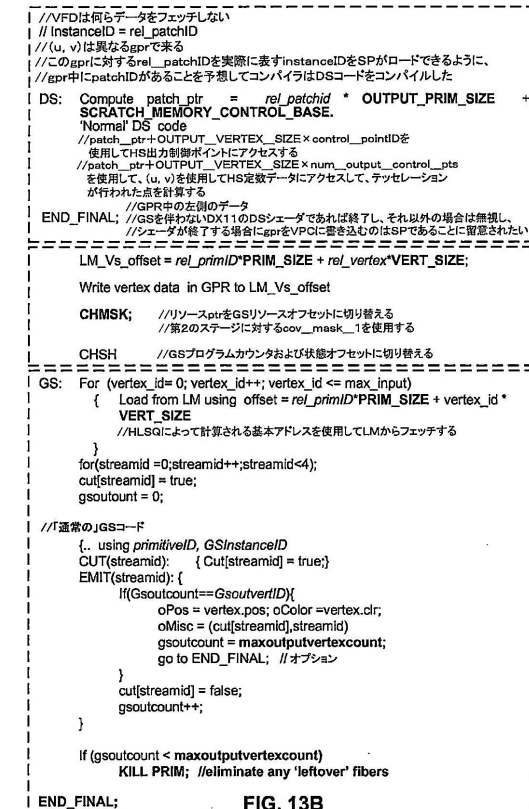 //VFDは何らデータをフェッチしない
// InstanceID = rel_patchID
//(u, v)は異なるgprで来る
//このgprに対するrel__patchIDを実際に表すinstanceIDをSPがロードできるように、
//gpr中にpatchIDがあることを予想してコンパイラはDSコードをコンパイルした
DS: Compute patch_ptr = rel_patchid * OUTPUT_PRIM_SIZE +
SCRATCH_MEMORY_CONTROL_BASE.
'Normal' DS code
//patch__ptr+OUTPUT__VERTEX__SIZE×control__pointIDを
使用してHS出力制御ポイントにアクセスする
//patch__ptr+OUTPUT__VERTEX__SIZE×num__output__control__pts
を使用して、(u, v)を使用してHS定数データにアクセスして、テッセレーション
が行われた点を計算する
//GPR中の左側のデータ
END_FINAL; //GSを伴わないDX11のDSシェーダであれば終了し、それ以外の場合は無視し、
//シェーダが終了する場合にgprをVPCに書き込むのはSPであることに留意されたい
LM_Vs_offset = rel_primID*PRIM_SIZE + rel_vertex*VERT_SIZE;
Write vertex data in GPR to LM_Vs_offset
CHMSK; //リソースptrをGSリソースオフセットに切り替える
//第2のステージに対するcov__mask__1を使用する
CHSH //GSプログラムカウンタおよび状態オフセットに切り替える
GS: For (vertex_id= 0; vertex_id++; vertex_id <= max_input)
{ Load from LM using offset = rel_primID*PRIM_SIZE + vertex_id *
VERT_SIZE
//HLSQによって計算される基本アドレスを使用してLMからフェッチする
}
for(streamid =0;streamid++;streamid<4);
cut[streamid] = true;
gsoutount = 0;
//「通常の」GSコード
{.. using primitiveID, GSInstanceID
CUT(streamid): { Cut[streamid] = true;}
EMIT(streamid): {
If(Gsoutcount==GsoutvertID){
oPos = vertex.pos; oColor =vertex.clr;
oMisc = (cut[streamid],streamid)
gsoutcount = maxoutputvertexcount;
go to END_FINAL; // オプション
}
cut[streamid] = false;
gsoutcount++;
}
If (gsoutcount < maxoutputvertexcount)
KILL PRIM; //eliminate any 'leftover' fibers
END_FINAL;
FIG. 13B